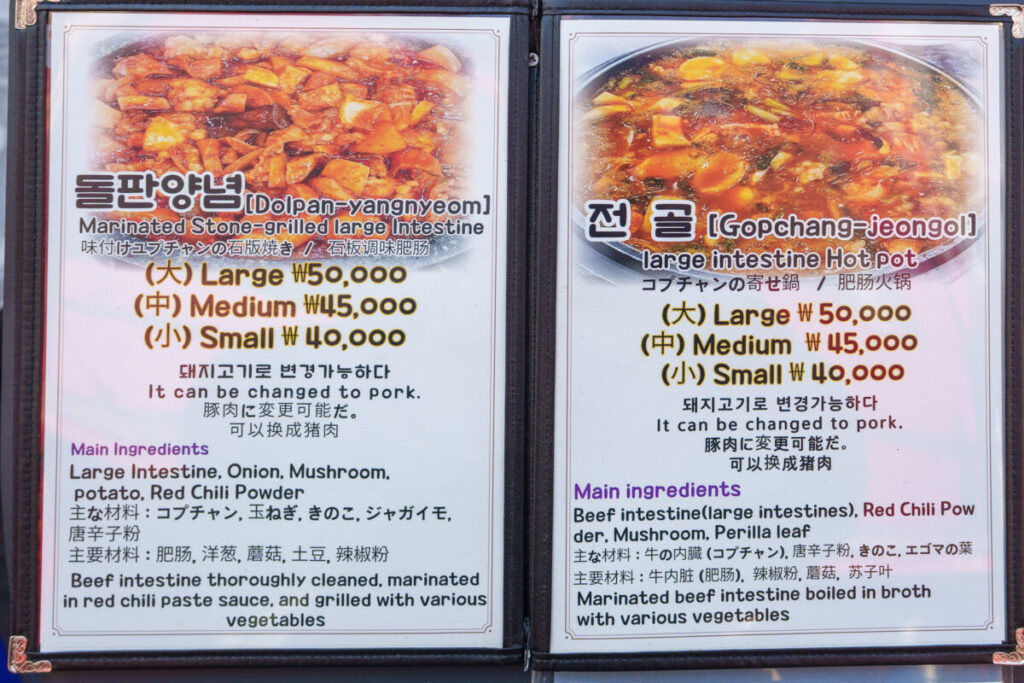 돌판양념[Dolpan-yangnyeom]
Marinated Stone-grilled large Intestine
味付けユプチャンの石版焼き / 石板调味肥肠
(大) Large ₩50,000
(中) Medium ₩45,000
(小) Small ₩ 40,000
돼지고기로 변경가능하다
It can be changed to pork.
豚肉に変更可能だ。
可以换成猪肉
Main Ingredients
Large Intestine, Onion, Mushroom,
potato, Red Chili Powder
主な材料 : コプチャン, 玉ねぎ, きのこ, ジャガイモ,
唐辛子粉
主要材料 : 肥肠, 洋葱, 蘑菇, 土豆, 辣椒粉
Beef intestine thoroughly cleaned, marinated
in red chili paste sauce, and grilled with various
vegetables
전 골 [Gopchang-jeongol]
large intestine Hot pot
コプチャンの寄せ鍋 / 肥肠火锅
(大) Large ₩ 50,000
(中) Medium ₩ 45,000
(小) Small ₩ 40,000
돼지고기로 변경가능하다
It can be changed to pork.
豚肉に変更可能だ。
可以换成猪肉
Main ingredients
Beef intestine(large intestines), Red Chili Pow
der, Mushroom, Perilla leaf
主な材料 : 牛の内臓 (コプチャン), 唐辛子粉, きのこ, エゴマの葉
主要材料 : 牛内脏 (肥肠), 辣椒粉, 蘑菇, 苏子叶
Marinated beef intestine boiled in broth
with various vegetables